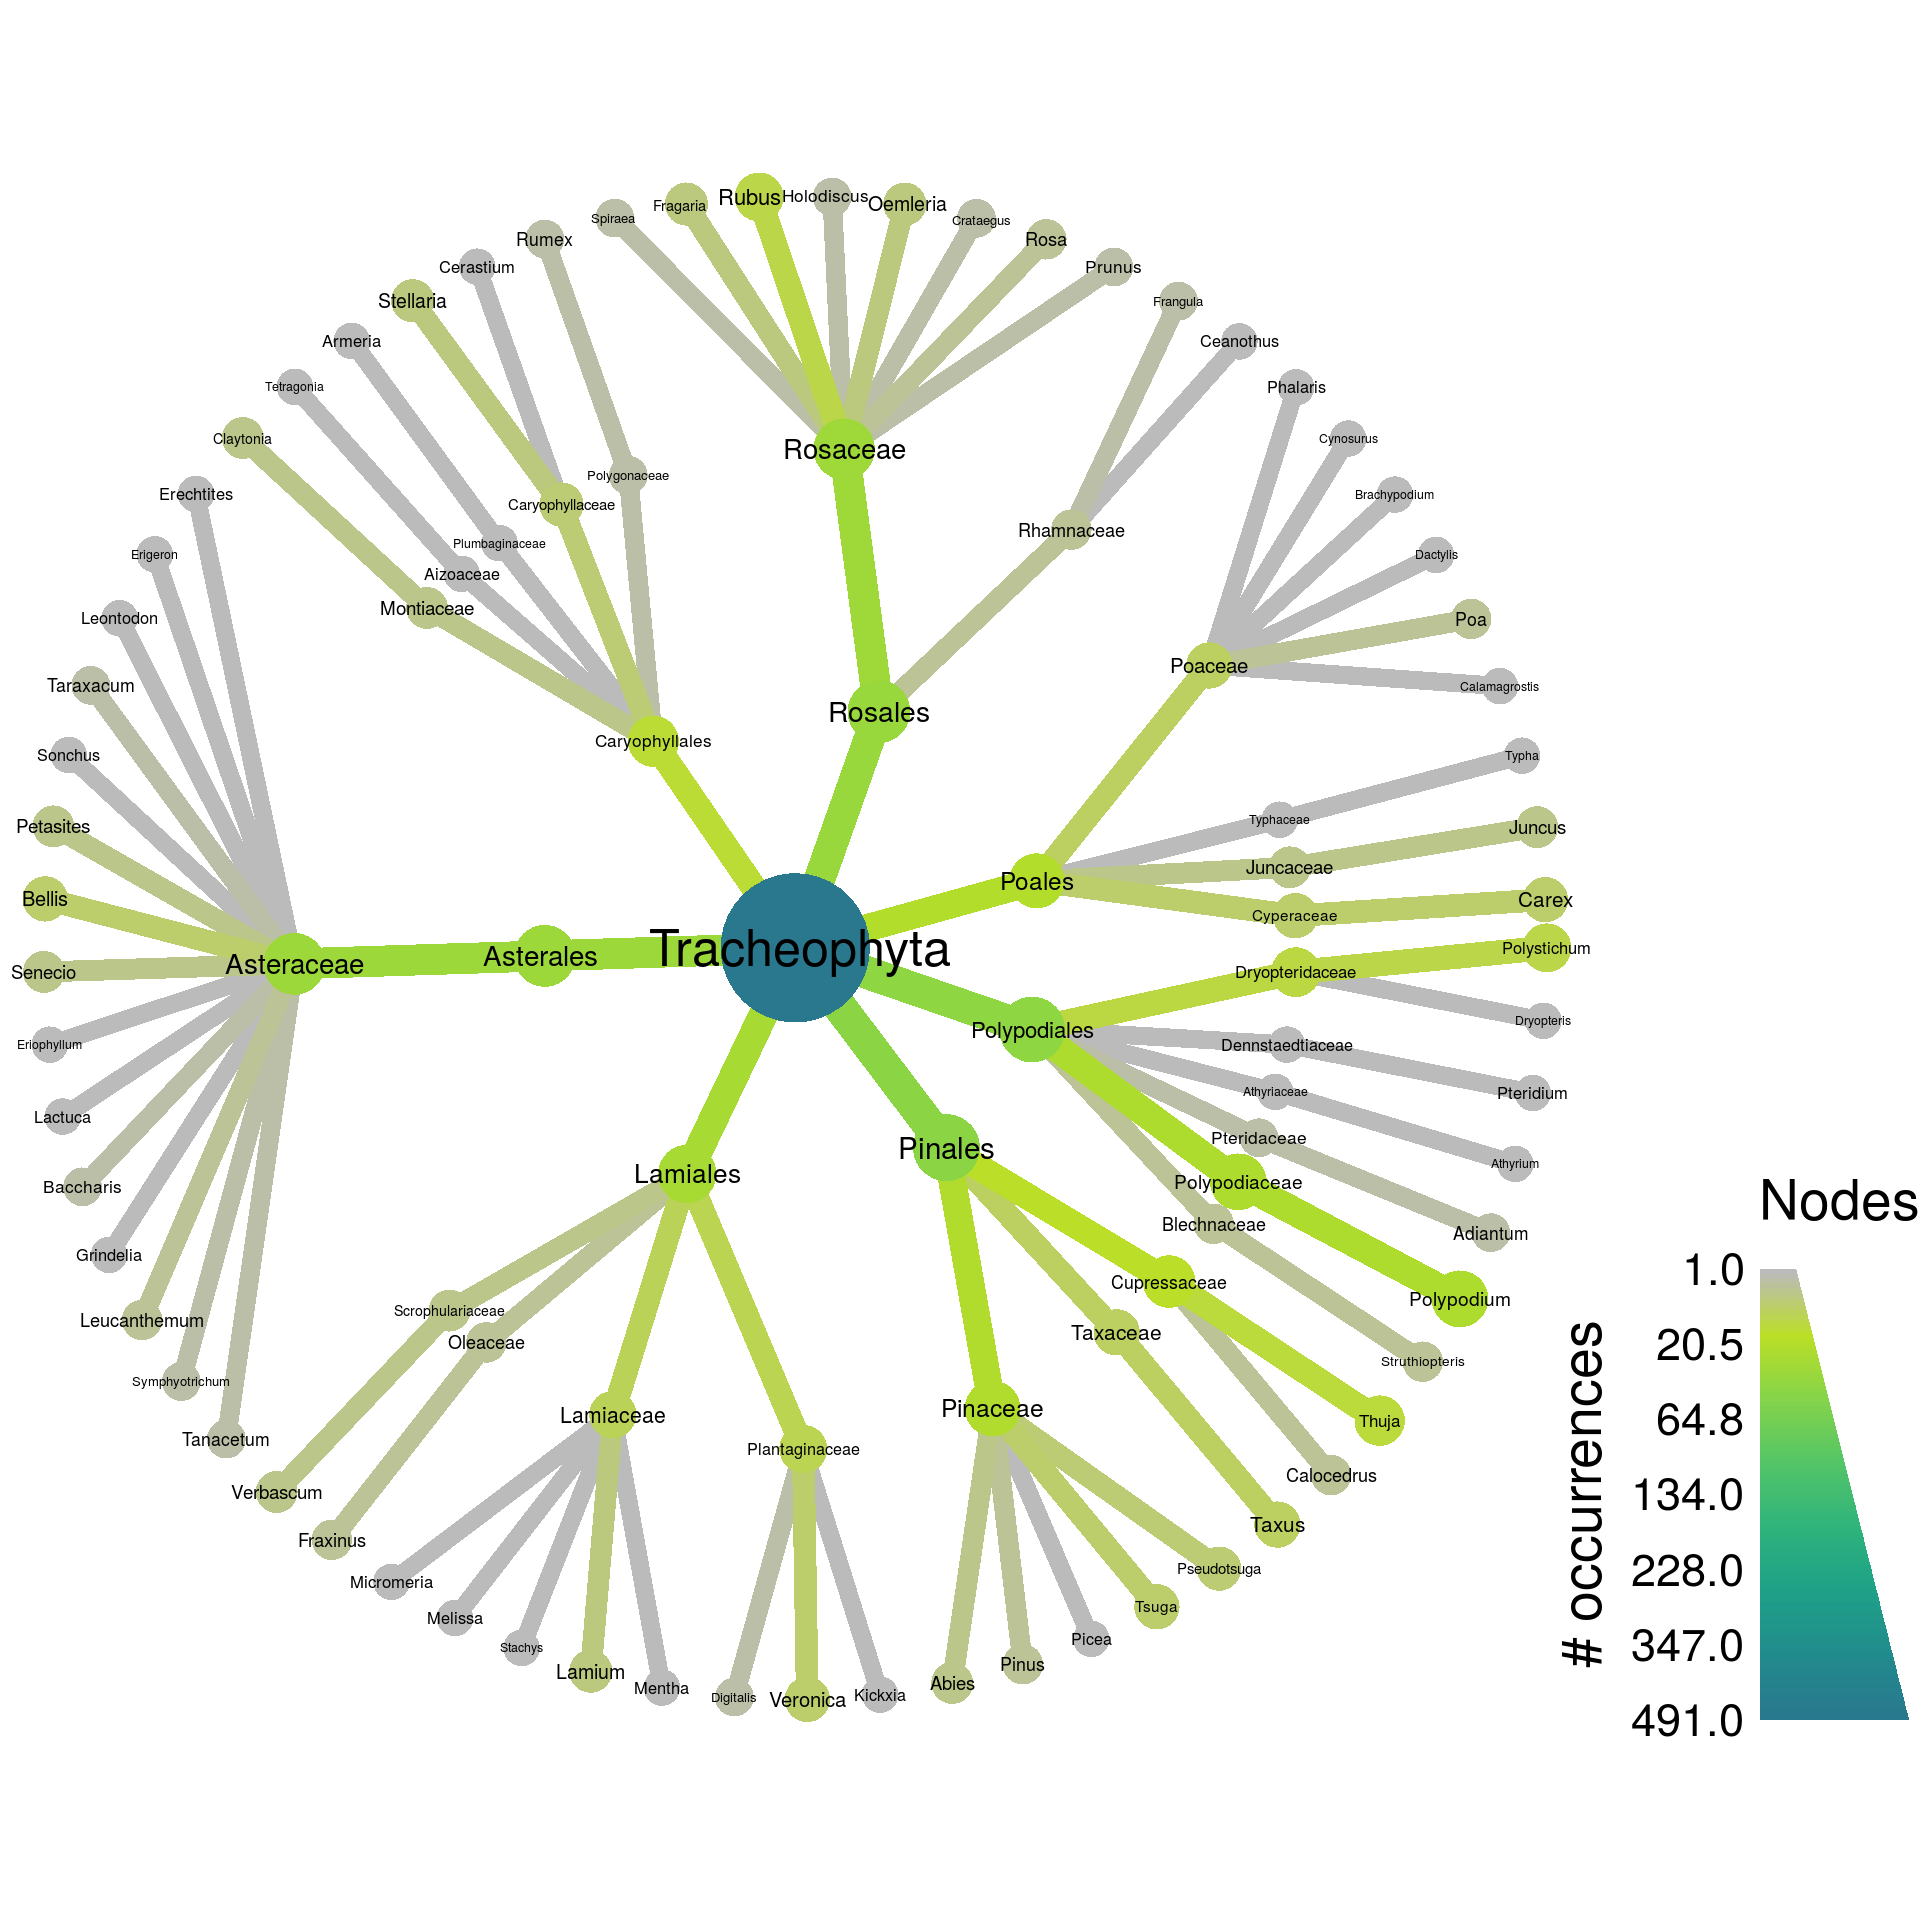 Rubus
Holodiscus
Fragaria
Oemleria
Spiraea
Crataegus
Rumex
Rosa
Cerastium
Prunus
Stellaria
Frangula
Armeria
Ceanothus
Tetragonia
Phalaris
Claytonia
Cynosurus
Rosaceae
Polygonaceae
Erechtites
Brachypodium
Caryophyllaceae
Rhamnaceae
Plumbaginaceae
Erigeron
Dactylis
Aizoaceae
Montiaceae
Leontodon
Poa
Poaceae
Taraxacum
Calamagrostis
Rosales
Caryophyllales
Sonchus
Typha
Typhaceae
Petasites
Juncus
Juncaceae
Poales
Bellis
Carex
Cyperaceae
Tracheophyta
Polystichum
Asterales
Asteraceae
Senecio
Dryopteridaceae
Dryopteris
Polypodiales
Eriophyllum
Dennstaedtiaceae
Athyriaceae
Pteridium
Lactuca
Pteridaceae
Pinales
Athyrium
Lamiales
Polypodiaceae
Baccharis
Nodes
Blechnaceae
Adiantum
Grindelia
1.0
Cupressaceae
Polypodium
Scrophulariaceae
Leucanthemum
Taxaceae
Oleaceae
20.5
Struthiopteris
Symphyotrichum
Pinaceae
Lamiaceae
Thuja
64.8
Tanacetum
Plantaginaceae
Calocedrus
Verbascum
# occurrences
134.0
Taxus
Fraxinus
Pseudotsuga
228.0
Micromeria
Tsuga
Melissa
Picea
Stachys
347.0
Pinus
Lamium
Abies
Mentha
Kickxia
Digitalis
Veronica
491.0